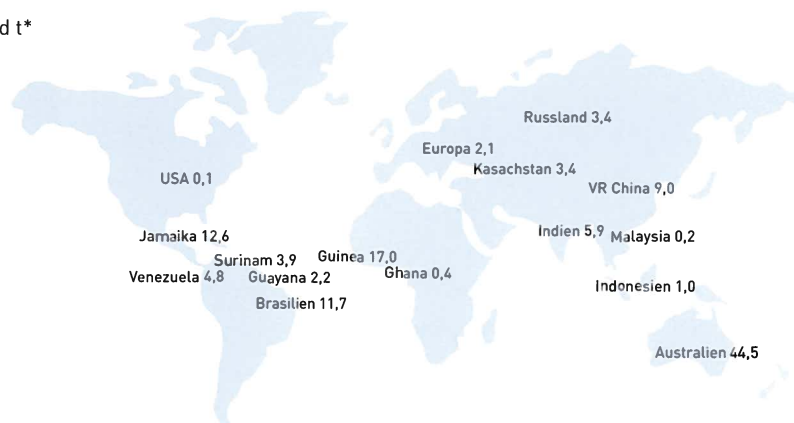 d t*
Russland 3,4
Europa 2,1
Kasachstan 3,4
USA 0,1
VR China 9,0
Jamaika 12,6
Indien 5,9
Malaysia 0,2
Surinam 3,9
Guinea 17,0
Venezuela 4,8
Guayana 2,2
Ghana 0,4
Indonesien 1,0
Brasilien 11,7
Australien 44,5